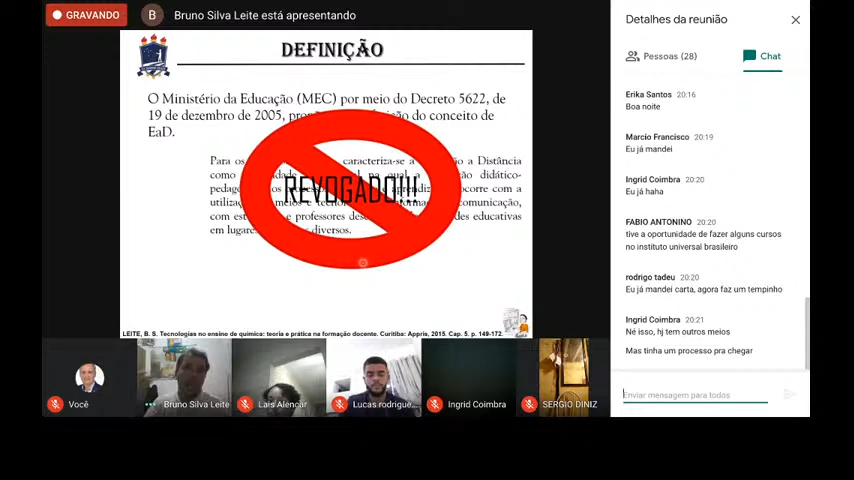 GRAVANDO
B
Bruno Silva Leite está apresentando
DEFINIÇÃO
O Ministério da Educação (MEC) por meio do Decreto 5622, de
19 de dezembro de 2005, do conceito de
EaD.
Para os caracteriza-se a a Distância
como na qual a didático-
ocorre com a
comunicação,
com e professores educativas
em diversos.
REVOGADO!!!
LEITE, B. S. Tecnologias no ensino de química: teoria e prática na formação docente. Curitiba: Appris, 2015. Cap. 5. p. 149-172.
Você
Bruno Silva Leite
Lais Alencar
Lucas rodrigue...
Ingrid Coimbra
SERGIO DINIZ
Detalhes da reunião
Pessoas (28)
Chat
Erika Santos 20:16
Boa noite
Marcio Francisco 20:19
Eu já mandei
Ingrid Coimbra 20:20
Eu já haha
FABIO ANTONINO 20:20
tive a oportunidade de fazer alguns cursos
no instituto universal brasileiro
rodrigo tadeu 20:20
Eu já mandei carta, agora faz um tempinho
Ingrid Coimbra 20:21
Né isso, hj tem outros meios
Mas tinha um processo pra chegar
Enviar mensagem para todos